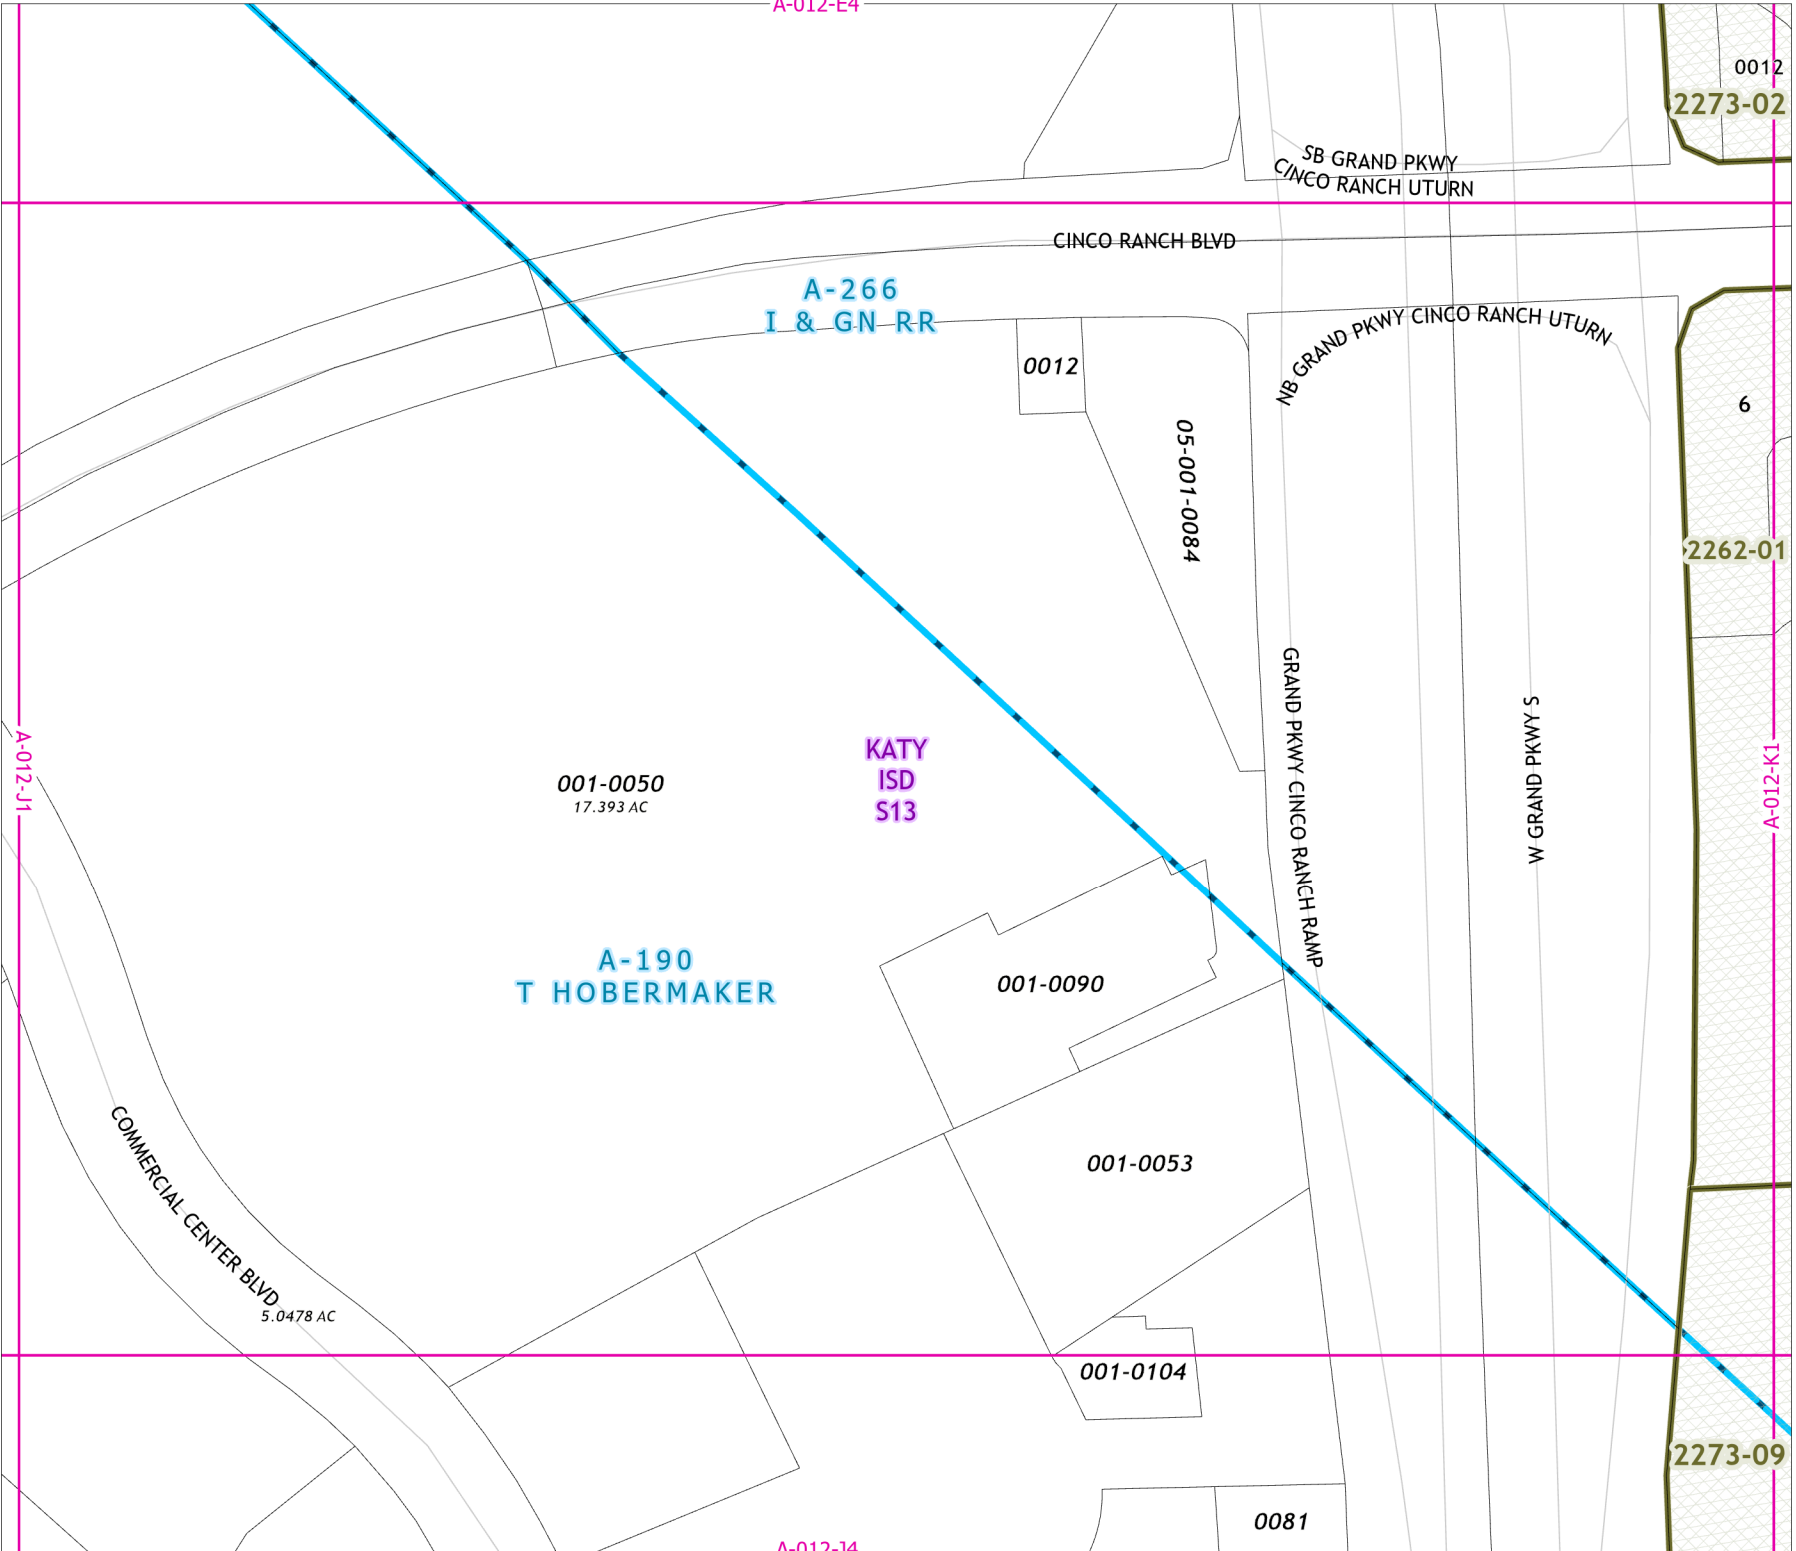 A-012-E4
0012
2273-02
SB GRAND PKWY
CINCO RANCH UTURN
CINCO RANCH BLVD
A-266
I & GN RR
NB GRAND PKWY CINCO RANCH UTURN
0012
6
05-001-0084
2262-01
GRAND PKWY CINCO RANCH RAMP
W GRAND PKWY S
A-012-J1
A-012-K1
KATY
ISD
S13
001-0050
17.393 AC
A-190
T HOBERMAKER
001-0090
001-0053
COMMERCIAL CENTER BLVD
5.0478 AC
001-0104
2273-09
0081
A-012-J4